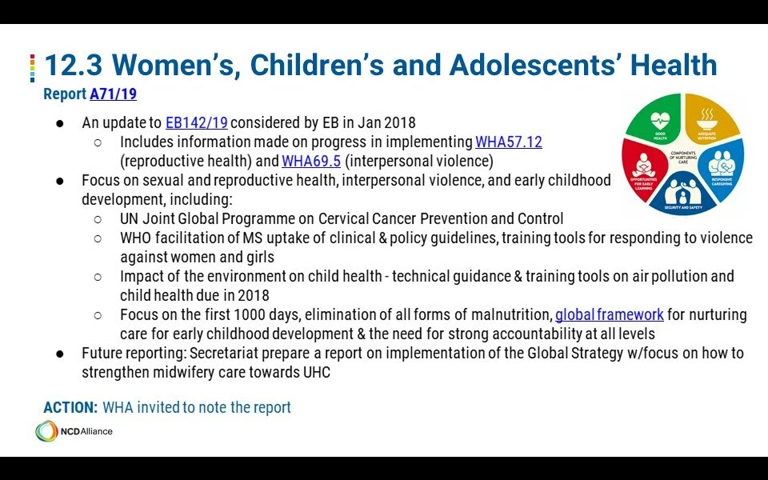 12.3 Women's, Children's and Adolescents' Health
Report A71/19
● An update to EB142/19 considered by EB in Jan 2018
○ Includes information made on progress in implementing WHA57.12
(reproductive health) and WHA69.5 (interpersonal violence)
● Focus on sexual and reproductive health, interpersonal violence, and early childhood
development, including:
○ UN Joint Global Programme on Cervical Cancer Prevention and Control
○ WHO facilitation of MS uptake of clinical & policy guidelines, training tools for responding to violence
against women and girls
○ Impact of the environment on child health - technical guidance & training tools on air pollution and
child health due in 2018
○ Focus on the first 1000 days, elimination of all forms of malnutrition, global framework for nurturing
care for early childhood development & the need for strong accountability at all levels
● Future reporting: Secretariat prepare a report on implementation of the Global Strategy w/focus on how to
strengthen midwifery care towards UHC
ACTION: WHA invited to note the report
NCDAlliance
GOOD
HEALTH
ADEQUATE
NUTRITION
COMPONENTS
OF NURTURING
CARE
OPPORTUNITIES
FOR EARLY
LEARNING
RESPONSIVE
CAREGIVING
SECURITY AND SAFETY